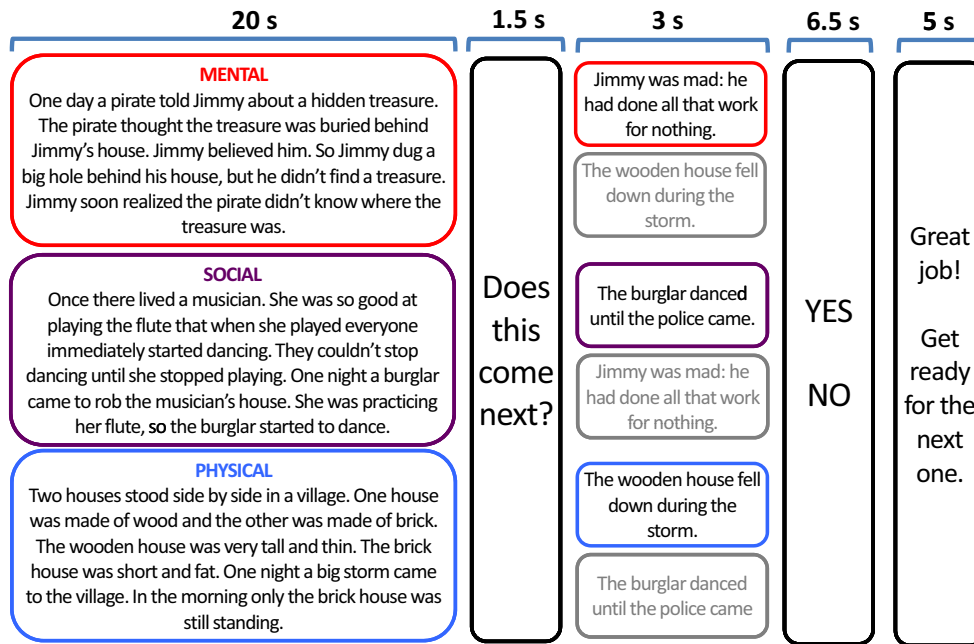 20 s
1.5 s
3 s
6.5 s
5 s
MENTAL
One day a pirate told Jimmy about a hidden treasure.
The pirate thought the treasure was buried behind
Jimmy's house. Jimmy believed him. So Jimmy dug a
big hole behind his house, but he didn't find a treasure.
Jimmy soon realized the pirate didn't know where the
treasure was.
SOCIAL
Once there lived a musician. She was so good at
playing the flute that when she played everyone
immediately started dancing. They couldn't stop
dancing until she stopped playing. One night a burglar
came to rob the musician's house. She was practicing
her flute, so the burglar started to dance.
PHYSICAL
Two houses stood side by side in a village. One house
was made of wood and the other was made of brick.
The wooden house was very tall and thin. The brick
house was short and fat. One night a big storm came
to the village. In the morning only the brick house was
still standing.
Does
this
come
next?
Jimmy was mad: he
had done all that work
for nothing.
The wooden house fell
down during the
storm.
The burglar danced
until the police came.
Jimmy was mad: he
had done all that work
for nothing.
The wooden house fell
down during the
storm.
The burglar danced
until the police came
YES
NO
Great
job!
Get
ready
for the
next
one.